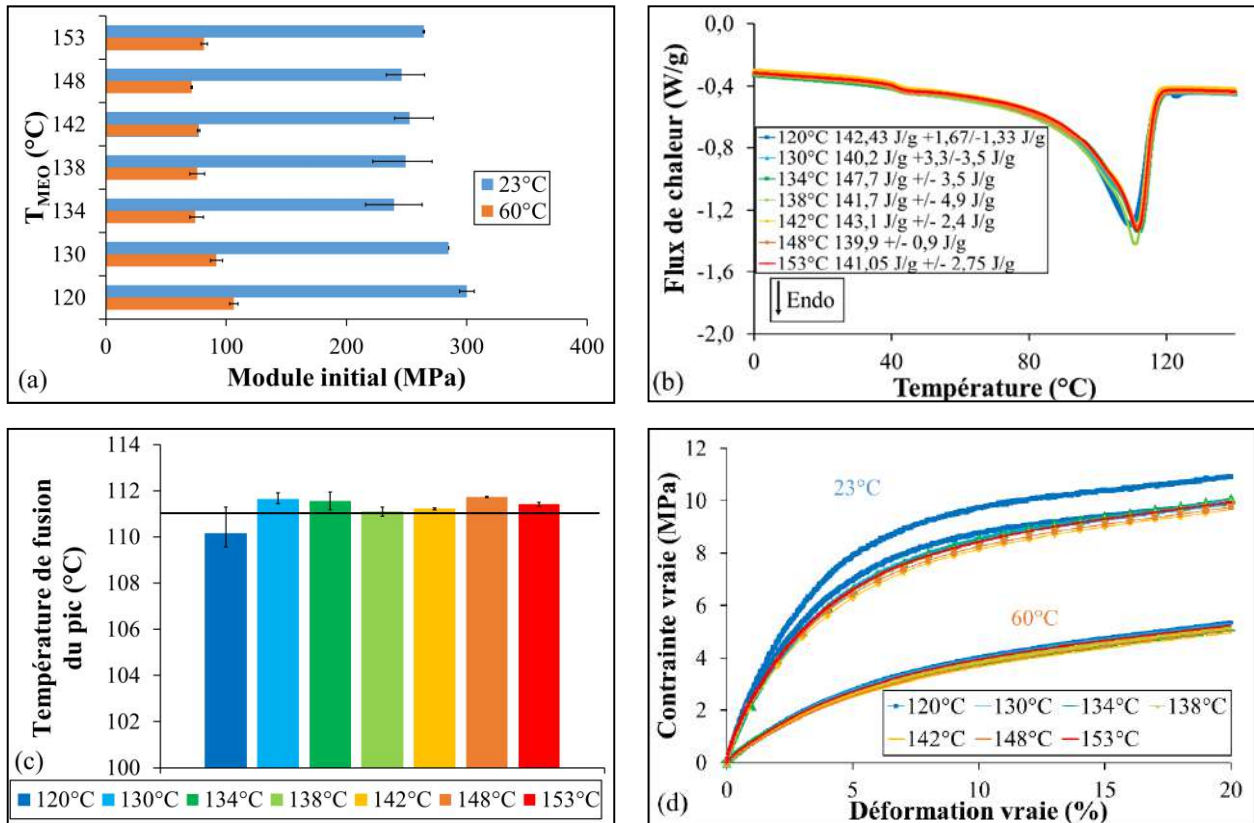 153
148
142
138
134
130
120
T_MEO (°C)
23°C
60°C
0
100
200
300
400
Module initial (MPa)
(a)
0,0
-0,4
-0,8
-1,2
-1,6
-2,0
Flux de chaleur (W/g)
120°C 142,43 J/g +1,67/-1,33 J/g
130°C 140,2 J/g +3,3/-3,5 J/g
134°C 147,7 J/g +/- 3,5 J/g
138°C 141,7 J/g +/- 4,9 J/g
142°C 143,1 J/g +/- 2,4 J/g
148°C 139,9 +/- 0,9 J/g
153°C 141,05 J/g +/- 2,75 J/g
Endo
0
40
80
120
Température (°C)
(b)
114
112
110
108
106
104
102
100
Température de fusion
du pic (°C)
(c)
120°C 130°C 134°C 138°C 142°C 148°C 153°C
12
10
8
6
4
2
0
Contrainte vraie (MPa)
23°C
60°C
120°C 130°C 134°C 138°C
142°C 148°C 153°C
0
5
10
15
20
Déformation vraie (%)
(d)